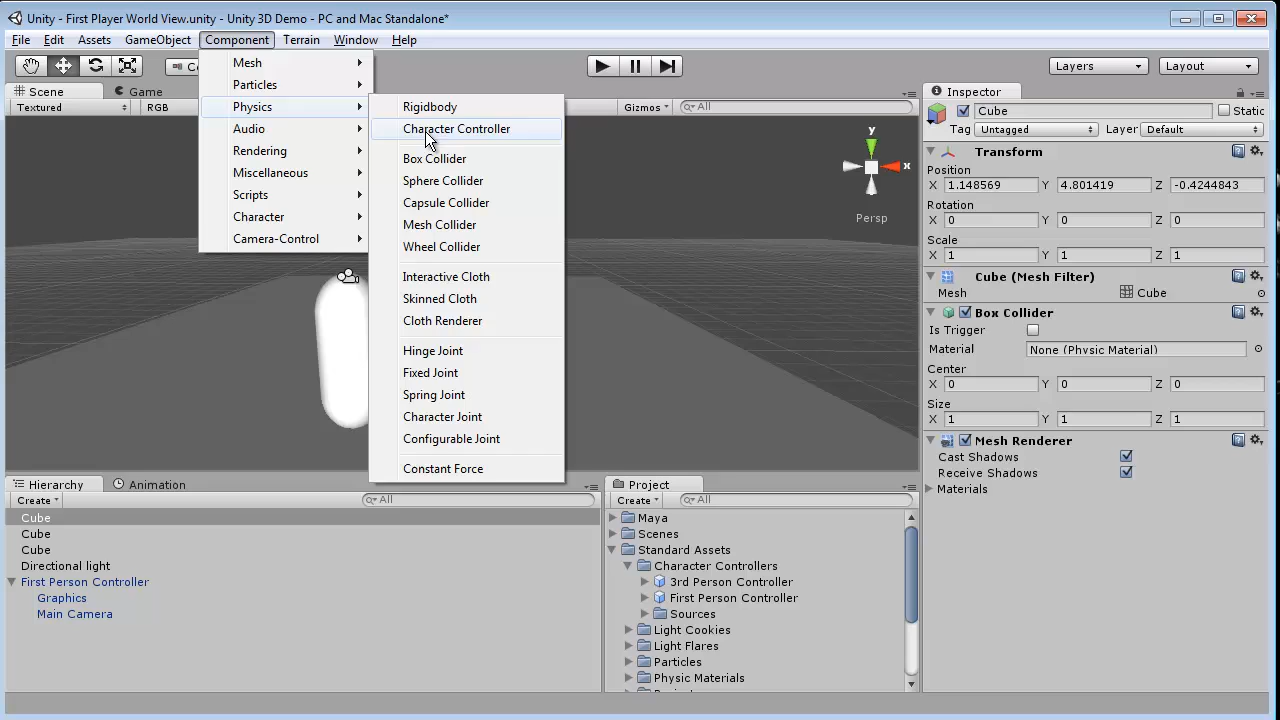 Unity - First Player World View.unity - Unity 3D Demo - PC and Mac Standalone*
File Edit Assets GameObject Component Terrain Window Help
Layers Layout
Mesh
Particles
Physics
Audio
Rendering
Miscellaneous
Scripts
Character
Camera-Control
Rigidbody
Character Controller
Box Collider
Sphere Collider
Capsule Collider
Mesh Collider
Wheel Collider
Interactive Cloth
Skinned Cloth
Cloth Renderer
Hinge Joint
Fixed Joint
Spring Joint
Character Joint
Configurable Joint
Constant Force
Scene Game
Textured RGB Gizmos All
y
x
Persp
Inspector
Cube Static
Tag Untagged Layer Default
Transform
Position
X 1.148569 Y 4.801419 Z -0.4244843
Rotation
X 0 Y 0 Z 0
Scale
X 1 Y 1 Z 1
Cube (Mesh Filter)
Mesh Cube
Box Collider
Is Trigger
Material None (Physic Material)
Center
X 0 Y 0 Z 0
Size
X 1 Y 1 Z 1
Mesh Renderer
Cast Shadows
Receive Shadows
Materials
Hierarchy Animation
Create All
Cube
Cube
Cube
Directional light
First Person Controller
Graphics
Main Camera
Project
Create All
Maya
Scenes
Standard Assets
Character Controllers
3rd Person Controller
First Person Controller
Sources
Light Cookies
Light Flares
Particles
Physic Materials